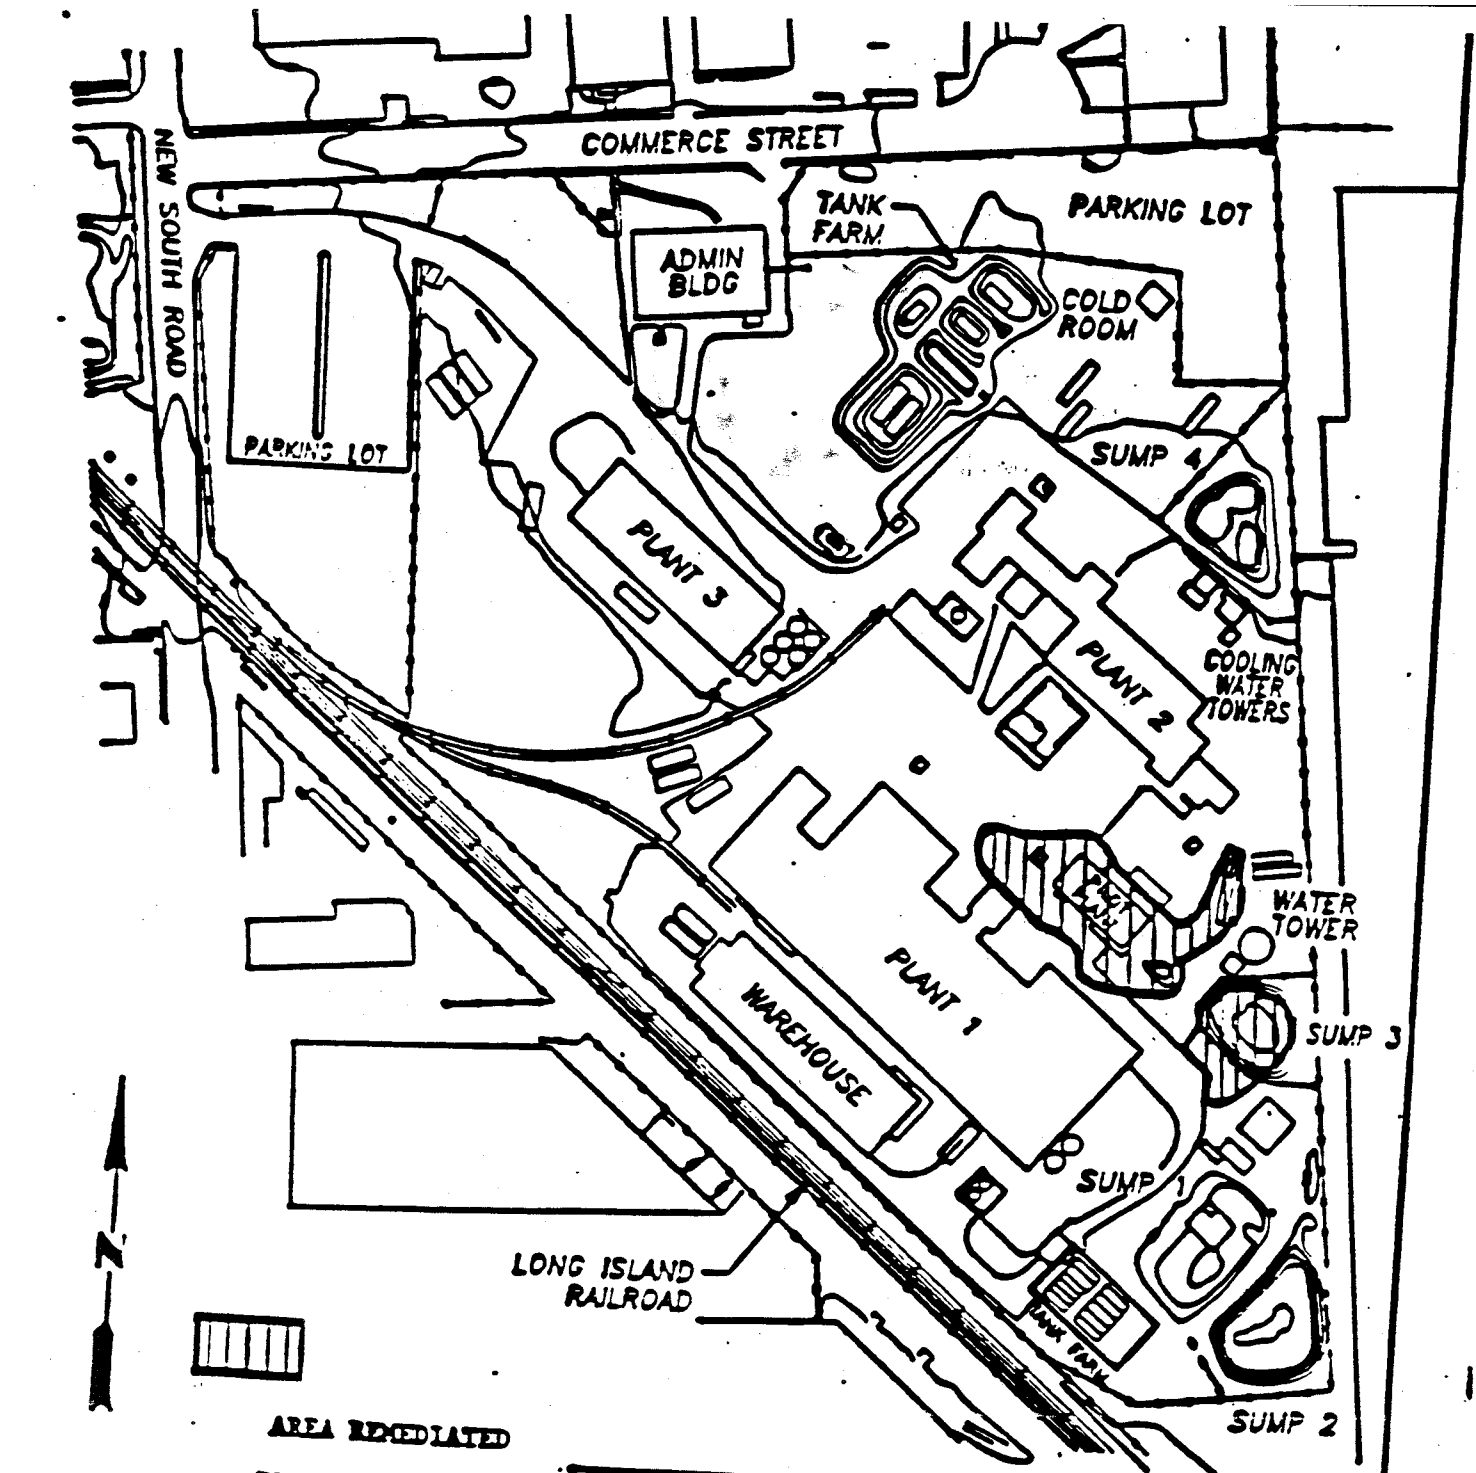 COMMERCE STREET
NEW SOUTH ROAD
TANK
FARM
PARKING LOT
ADMIN
BLDG
COLD
ROOM
PARKING LOT
SUMP 4
PLANT 3
PLANT 2
COOLING
WATER
TOWERS
WATER
TOWER
PLANT 1
WAREHOUSE
SUMP 3
SUMP 1
N
LONG ISLAND
RAILROAD
TANK FARM
AREA REMEDIATED
SUMP 2